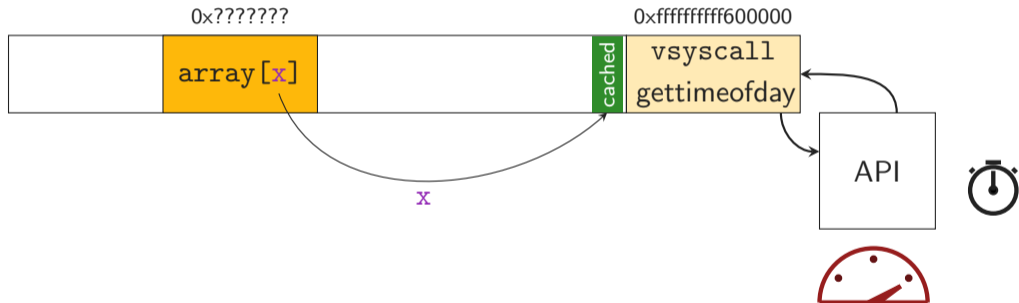 0x???????
0xffffffffff600000
array[x]
cached
vsyscall
gettimeofday
API
x